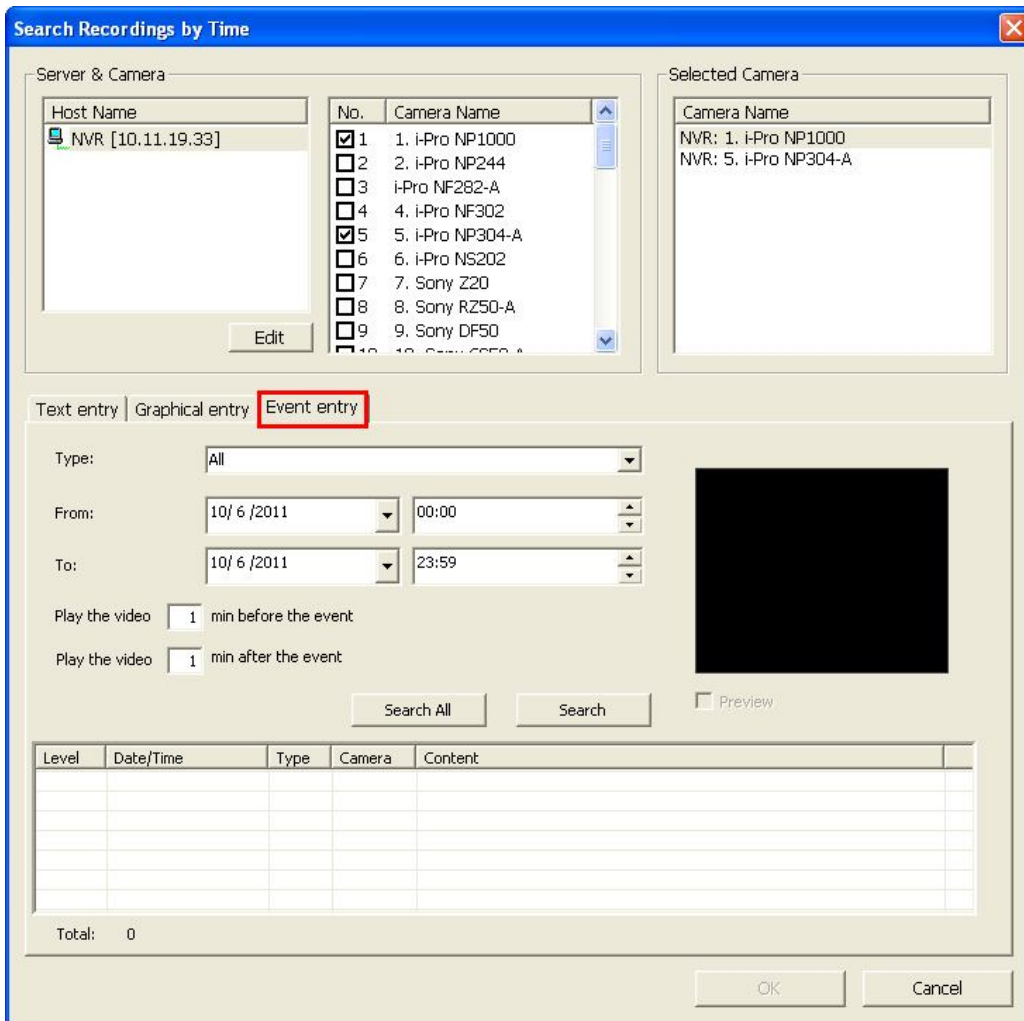 Search Recordings by Time
Server & Camera
Host Name
NVR [10.11.19.33]
Edit
No. Camera Name
1 1. i-Pro NP1000
2 2. i-Pro NP244
3 i-Pro NF282-A
4 4. i-Pro NF302
5 5. i-Pro NP304-A
6 6. i-Pro NS202
7 7. Sony Z20
8 8. Sony RZ50-A
9 9. Sony DF50
Selected Camera
Camera Name
NVR: 1. i-Pro NP1000
NVR: 5. i-Pro NP304-A
Text entry Graphical entry Event entry
Type: All
From: 10/ 6 /2011 00:00
To: 10/ 6 /2011 23:59
Play the video 1 min before the event
Play the video 1 min after the event
Search All Search
Preview
Level Date/Time Type Camera Content
Total: 0
OK Cancel